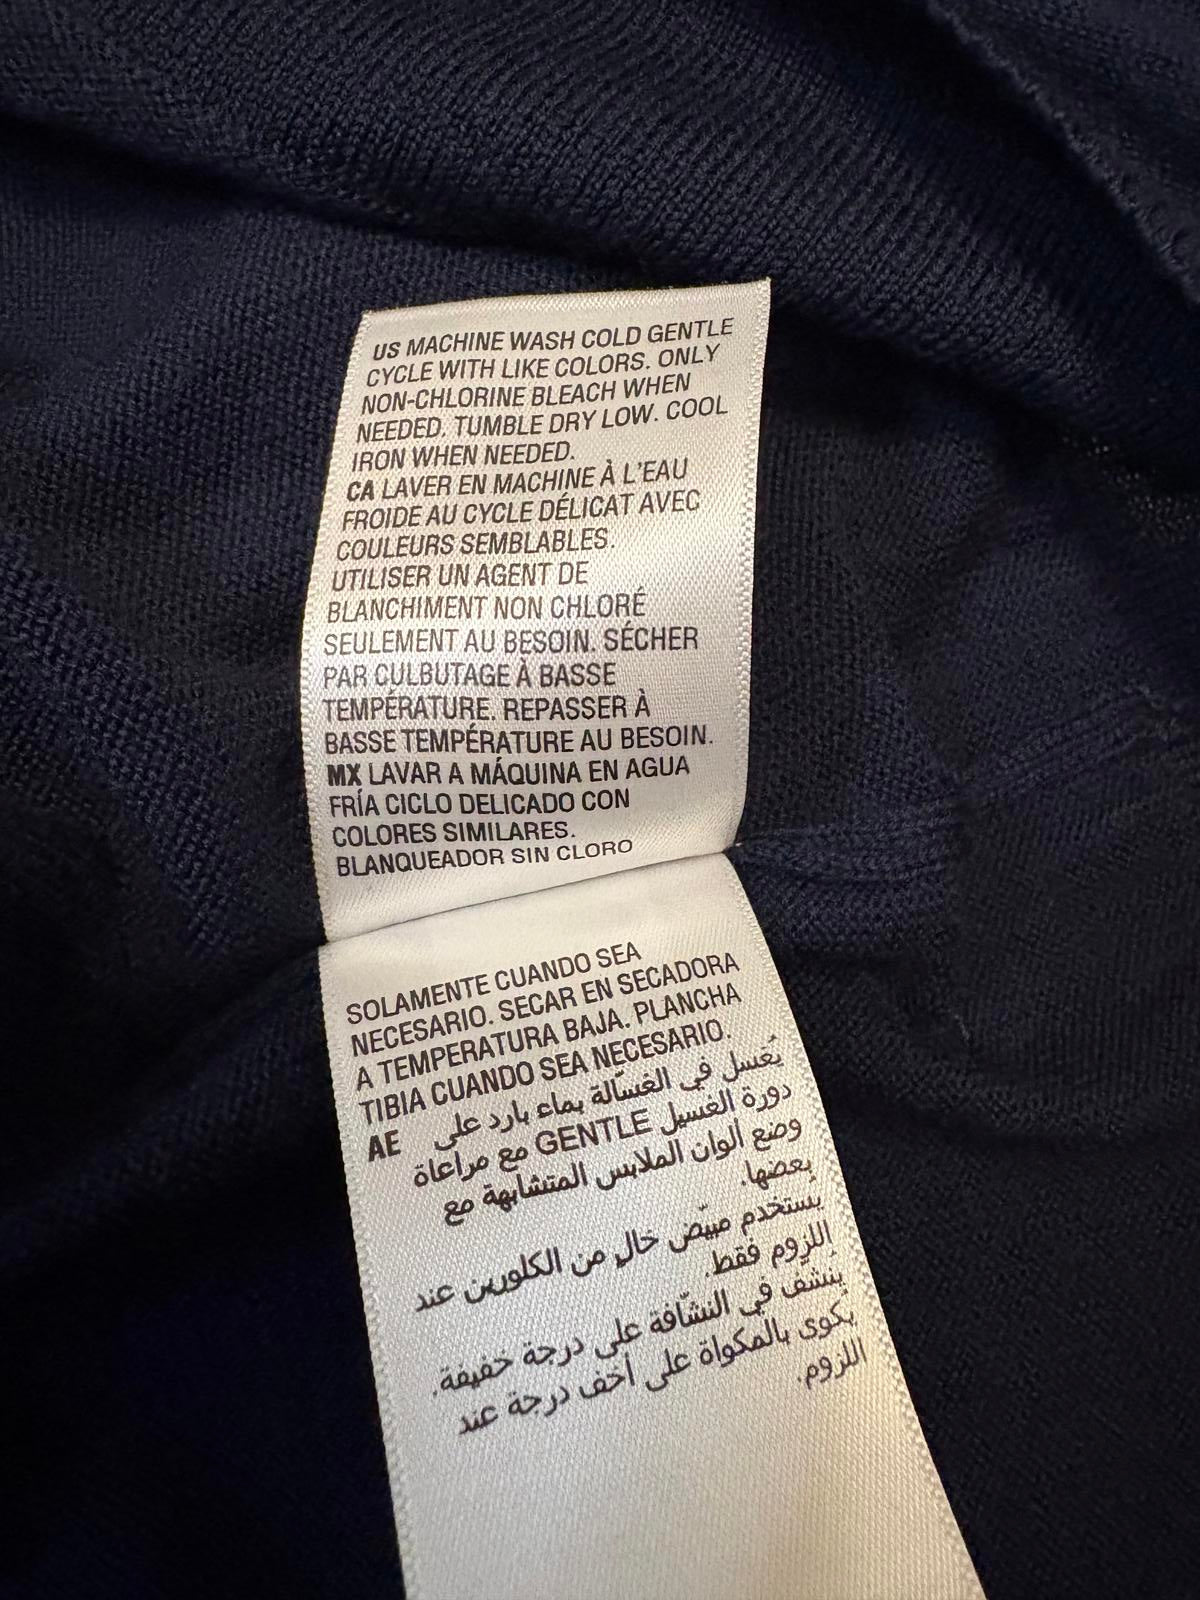 US MACHINE WASH COLD GENTLE
CYCLE WITH LIKE COLORS. ONLY
NON-CHLORINE BLEACH WHEN
NEEDED. TUMBLE DRY LOW. COOL
IRON WHEN NEEDED.
CA LAVER EN MACHINE À L'EAU
FROIDE AU CYCLE DÉLICAT AVEC
COULEURS SEMBLABLES.
UTILISER UN AGENT DE
BLANCHIMENT NON CHLORÉ
SEULEMENT AU BESOIN. SÉCHER
PAR CULBUTAGE À BASSE
TEMPÉRATURE. REPASSER À
BASSE TEMPÉRATURE AU BESOIN.
MX LAVAR A MÁQUINA EN AGUA
FRÍA CICLO DELICADO CON
COLORES SIMILARES.
BLANQUEADOR SIN CLORO
SOLAMENTE CUANDO SEA
NECESARIO. SECAR EN SECADORA
A TEMPERATURA BAJA. PLANCHA
TIBIA CUANDO SEA NECESARIO.
AE يُغسل في الغسّالة بماء بارد على
دورة الغسيل GENTLE مع مراعاة
وضع ألوان الملابس المتشابهة مع
بعضها.
يُستخدم مبيّض خالٍ من الكلورين عند
اللزوم فقط.
يُنشف في النشّافة على درجة خفيفة.
يُكوى بالمكواة على أخف درجة عند
اللزوم.